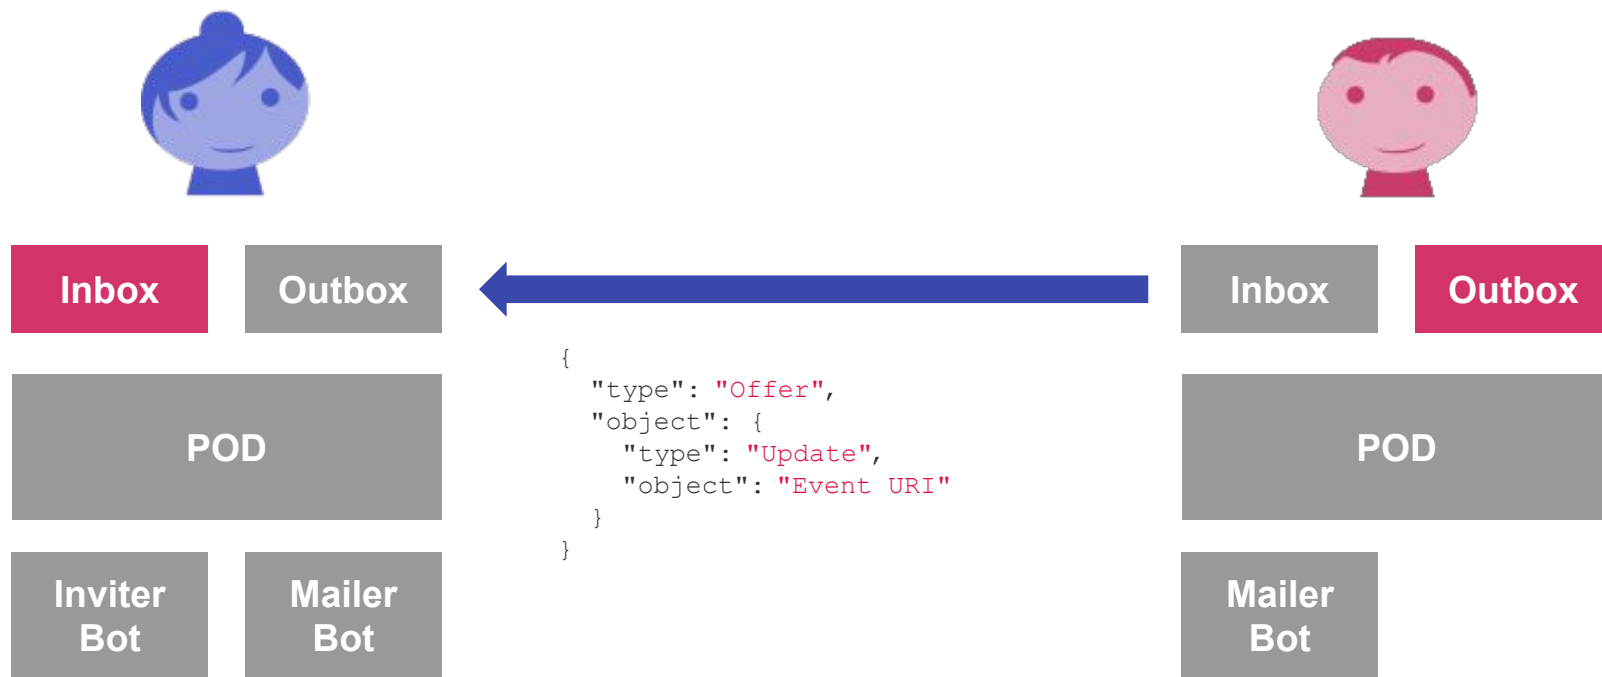 Inbox
Outbox
Inbox
Outbox
{
"type": "Offer",
"object": {
"type": "Update",
"object": "Event URI"
}
}
POD
POD
Inviter
Bot
Mailer
Bot
Mailer
Bot